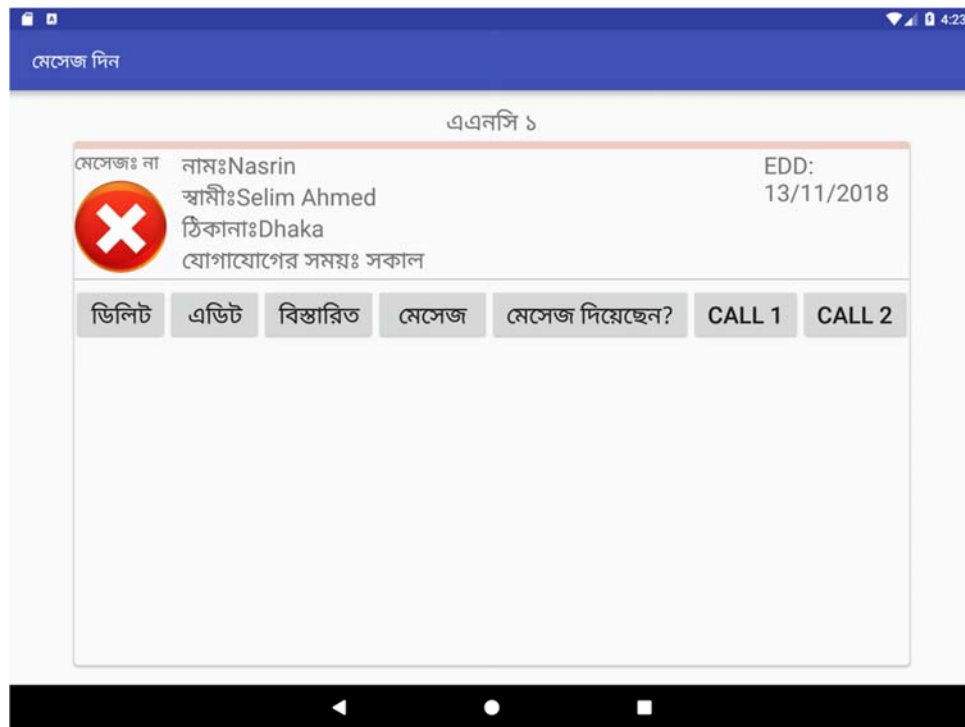 4:23
মেসেজ দিন
এএনসি ১
মেসেজঃ না
নামঃNasrin
স্বামীঃSelim Ahmed
ঠিকানাঃDhaka
যোগাযোগের সময়ঃ সকাল
EDD:
13/11/2018
ডিলিট এডিট বিস্তারিত মেসেজ মেসেজ দিয়েছেন? CALL 1 CALL 2